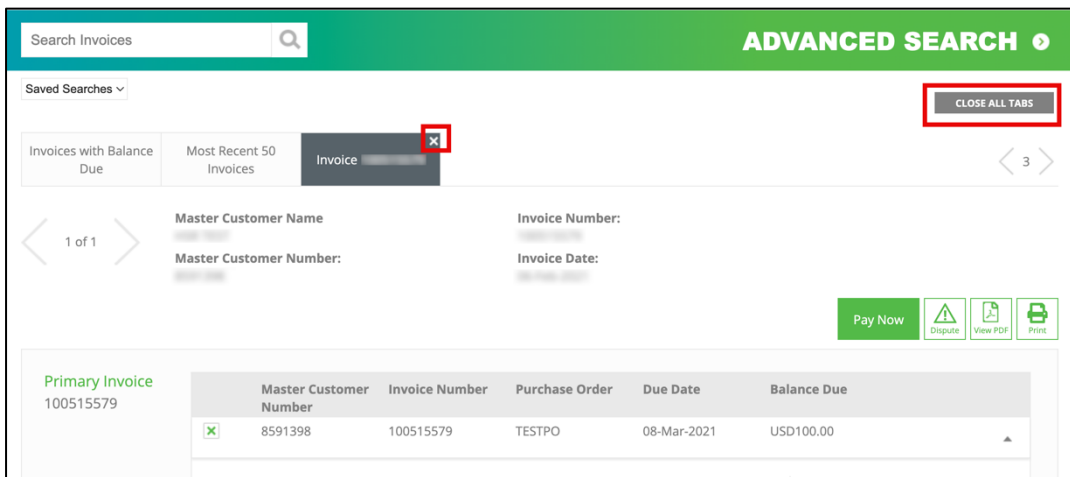 Search Invoices
ADVANCED SEARCH
Saved Searches
CLOSE ALL TABS
Invoices with Balance Due
Most Recent 50 Invoices
Invoice
3
1 of 1
Master Customer Name
Invoice Number:
Master Customer Number:
Invoice Date:
Pay Now
Dispute
View PDF
Print
Primary Invoice
100515579
Master Customer Number
Invoice Number
Purchase Order
Due Date
Balance Due
8591398
100515579
TESTPO
08-Mar-2021
USD100.00